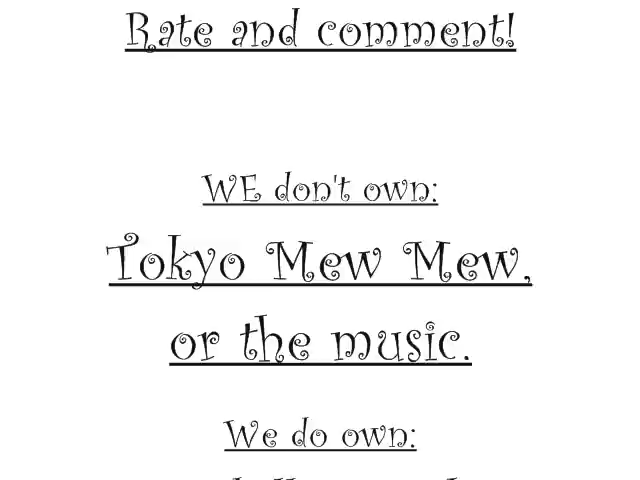 Rate and comment!
WE don't own:
Tokyo Mew Mew,
or the music.
We do own: